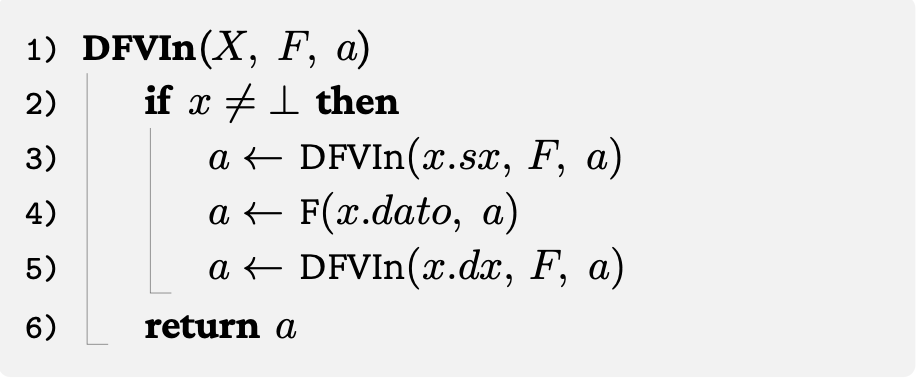 1) DFVIn(X, F, a)
2) if x ≠ ⊥ then
3) a ← DFVIn(x.sx, F, a)
4) a ← F(x.dato, a)
5) a ← DFVIn(x.dx, F, a)
6) return a